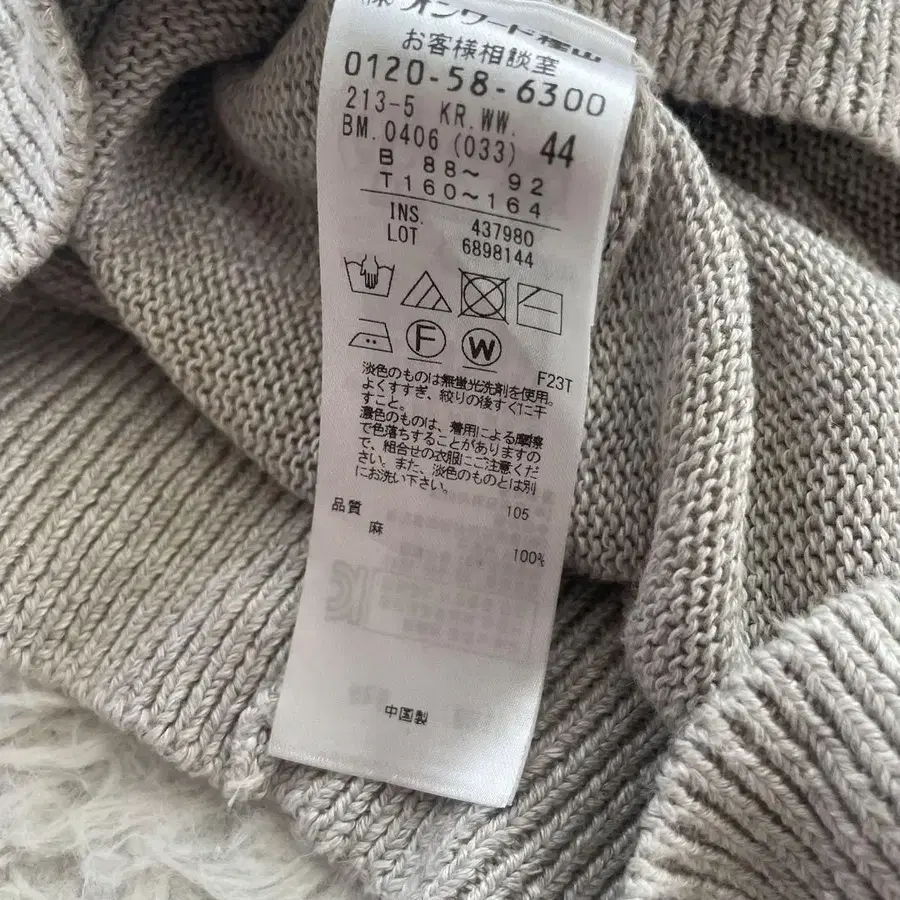 ㈱オンワード樫山
お客様相談室
0120-58-6300
213-5 KR.WW.
BM.0406 (033) 44
B 88～ 92
T160～164
INS. 437980
LOT 6898144
F W F23T
淡色のものは無蛍光洗剤を使用。
よくすすぎ、絞りの後すぐに干
すこと。
濃色のものは、着用による摩擦
で色落ちすることがありますの
で、組合せの衣服にご注意くだ
さい。また、淡色のものとは別
にお洗い下さい。
品質 105
麻 100%
中国製